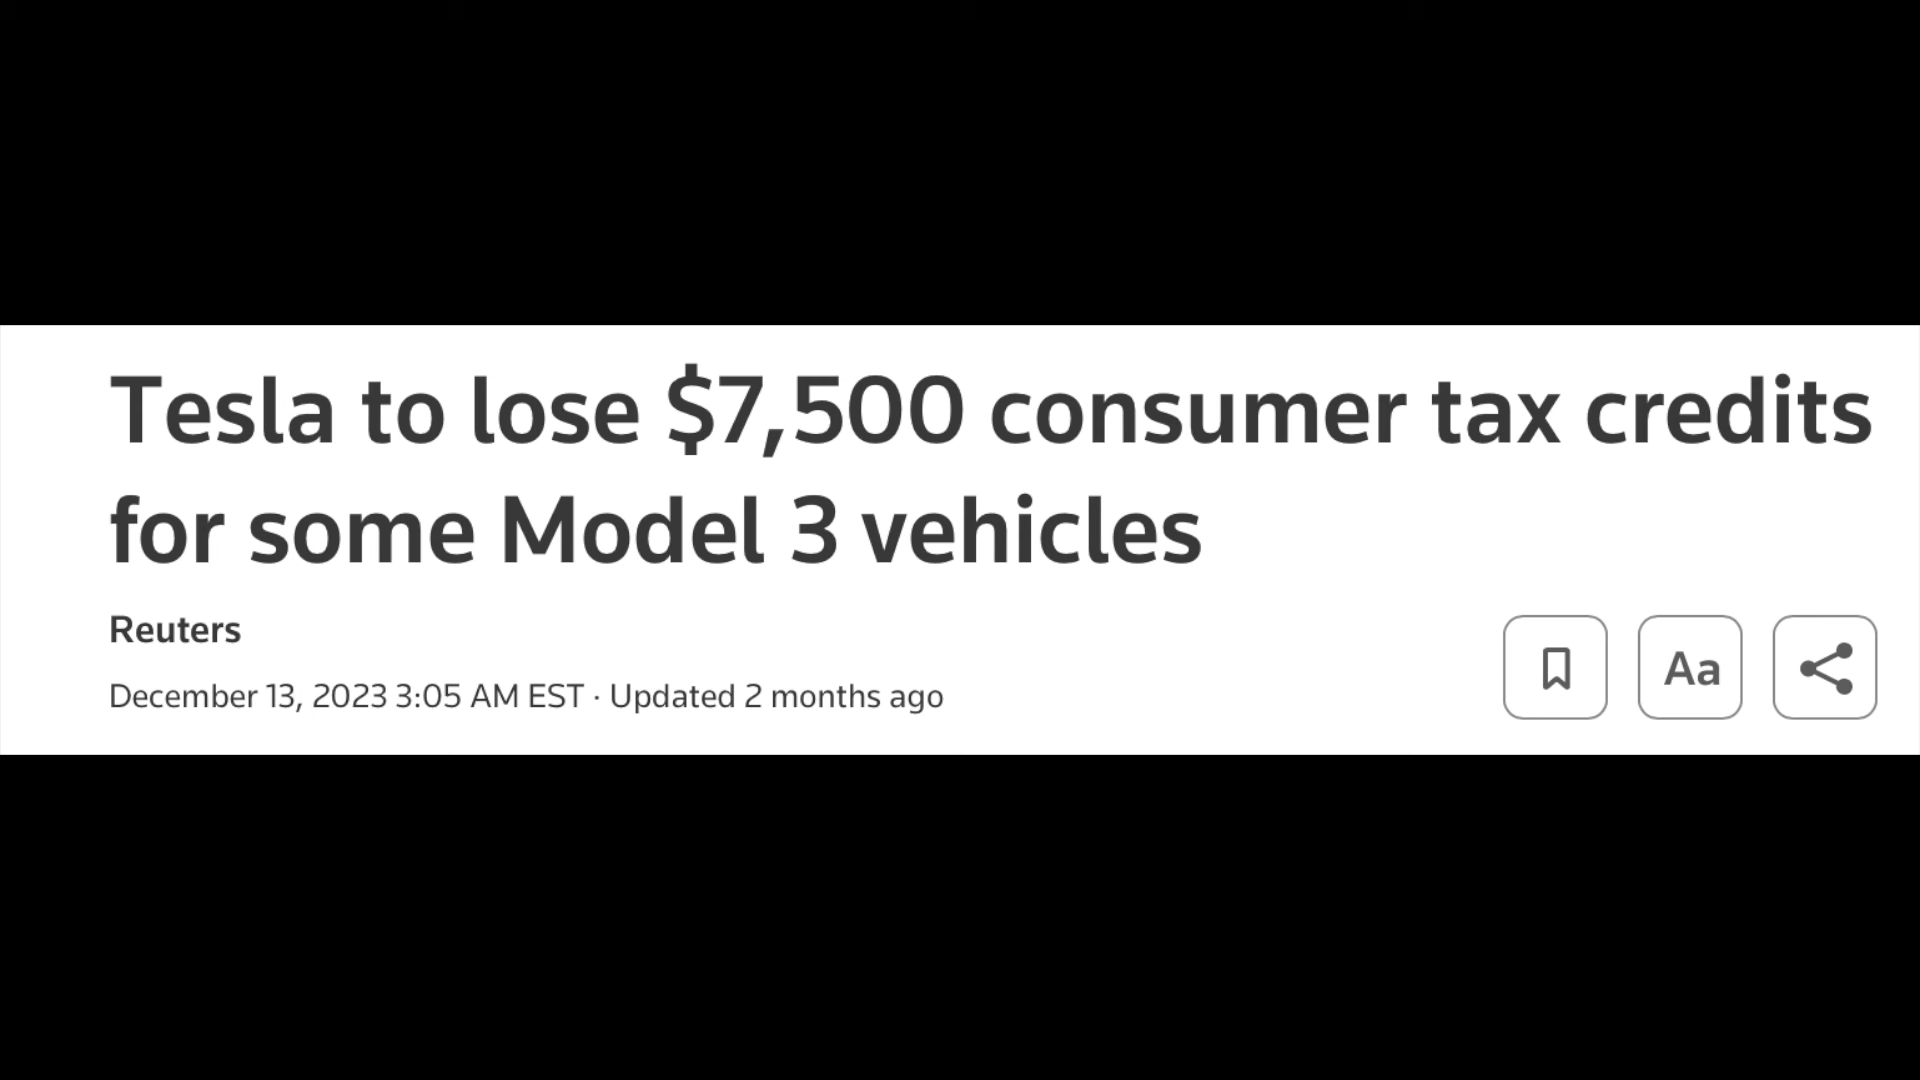 Tesla to lose $7,500 consumer tax credits
for some Model 3 vehicles
Reuters
December 13, 2023 3:05 AM EST · Updated 2 months ago
Aa